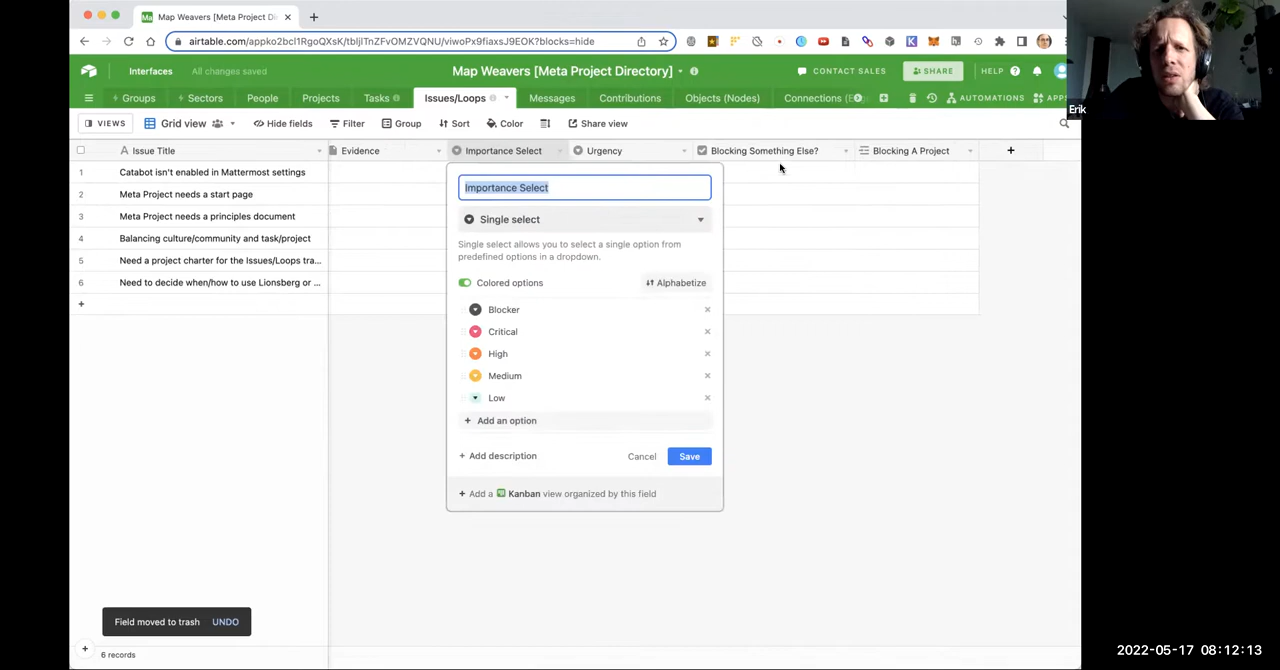 Map Weavers [Meta Project Di
airtable.com/appko2bcl1RgoQXsK/tbljITnZFvOMZVQNU/viwoPx9fiaxsJ9EOK?blocks=hide
Interfaces
All changes saved
Map Weavers [Meta Project Directory]
CONTACT SALES
SHARE
HELP
Groups
Sectors
People
Projects
Tasks
Issues/Loops
Messages
Contributions
Objects (Nodes)
Connections (E
AUTOMATIONS
APP
Erik
VIEWS
Grid view
Hide fields
Filter
Group
Sort
Color
Share view
Issue Title
Evidence
Importance Select
Urgency
Blocking Something Else?
Blocking A Project
1 Catabot isn't enabled in Mattermost settings
2 Meta Project needs a start page
3 Meta Project needs a principles document
4 Balancing culture/community and task/project
5 Need a project charter for the Issues/Loops tra...
6 Need to decide when/how to use Lionsberg or ...
+
Importance Select
Single select
Single select allows you to select a single option from
predefined options in a dropdown.
Colored options
Alphabetize
Blocker
Critical
High
Medium
Low
+ Add an option
+ Add description
Cancel
Save
+ Add a Kanban view organized by this field
Field moved to trash UNDO
+
6 records
2022-05-17 08:12:13